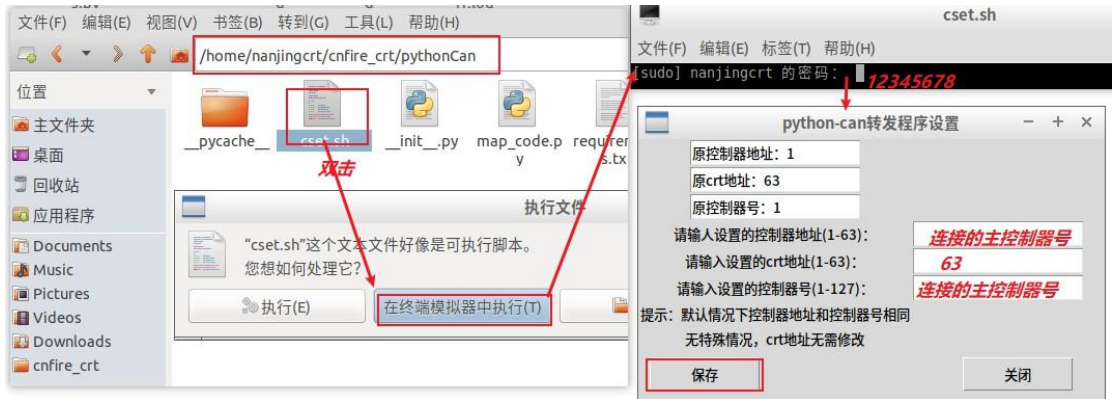 文件(F) 编辑(E) 视图(V) 书签(B) 转到(G) 工具(L) 帮助(H)
/home/nanjingcrt/cnfire_crt/pythonCan
位置
主文件夹
桌面
回收站
应用程序
Documents
Music
Pictures
Videos
Downloads
cnfire_crt
__pycache__
cset.sh
__init__.py
map_code.p
y
requirem
s.tx
双击
执行文件
“cset.sh”这个文本文件好像是可执行脚本。
您想如何处理它?
执行(E)
在终端模拟器中执行(T)
cset.sh
文件(F) 编辑(E) 标签(T) 帮助(H)
[sudo] nanjingcrt 的密码:
12345678
python-can转发程序设置
原控制器地址: 1
原crt地址: 63
原控制器号: 1
请输人设置的控制器地址(1-63):
连接的主控制器号
请输入设置的crt地址(1-63):
63
请输入设置的控制器号(1-127):
连接的主控制器号
提示: 默认情况下控制器地址和控制器号相同
无特殊情况，crt地址无需修改
保存
关闭